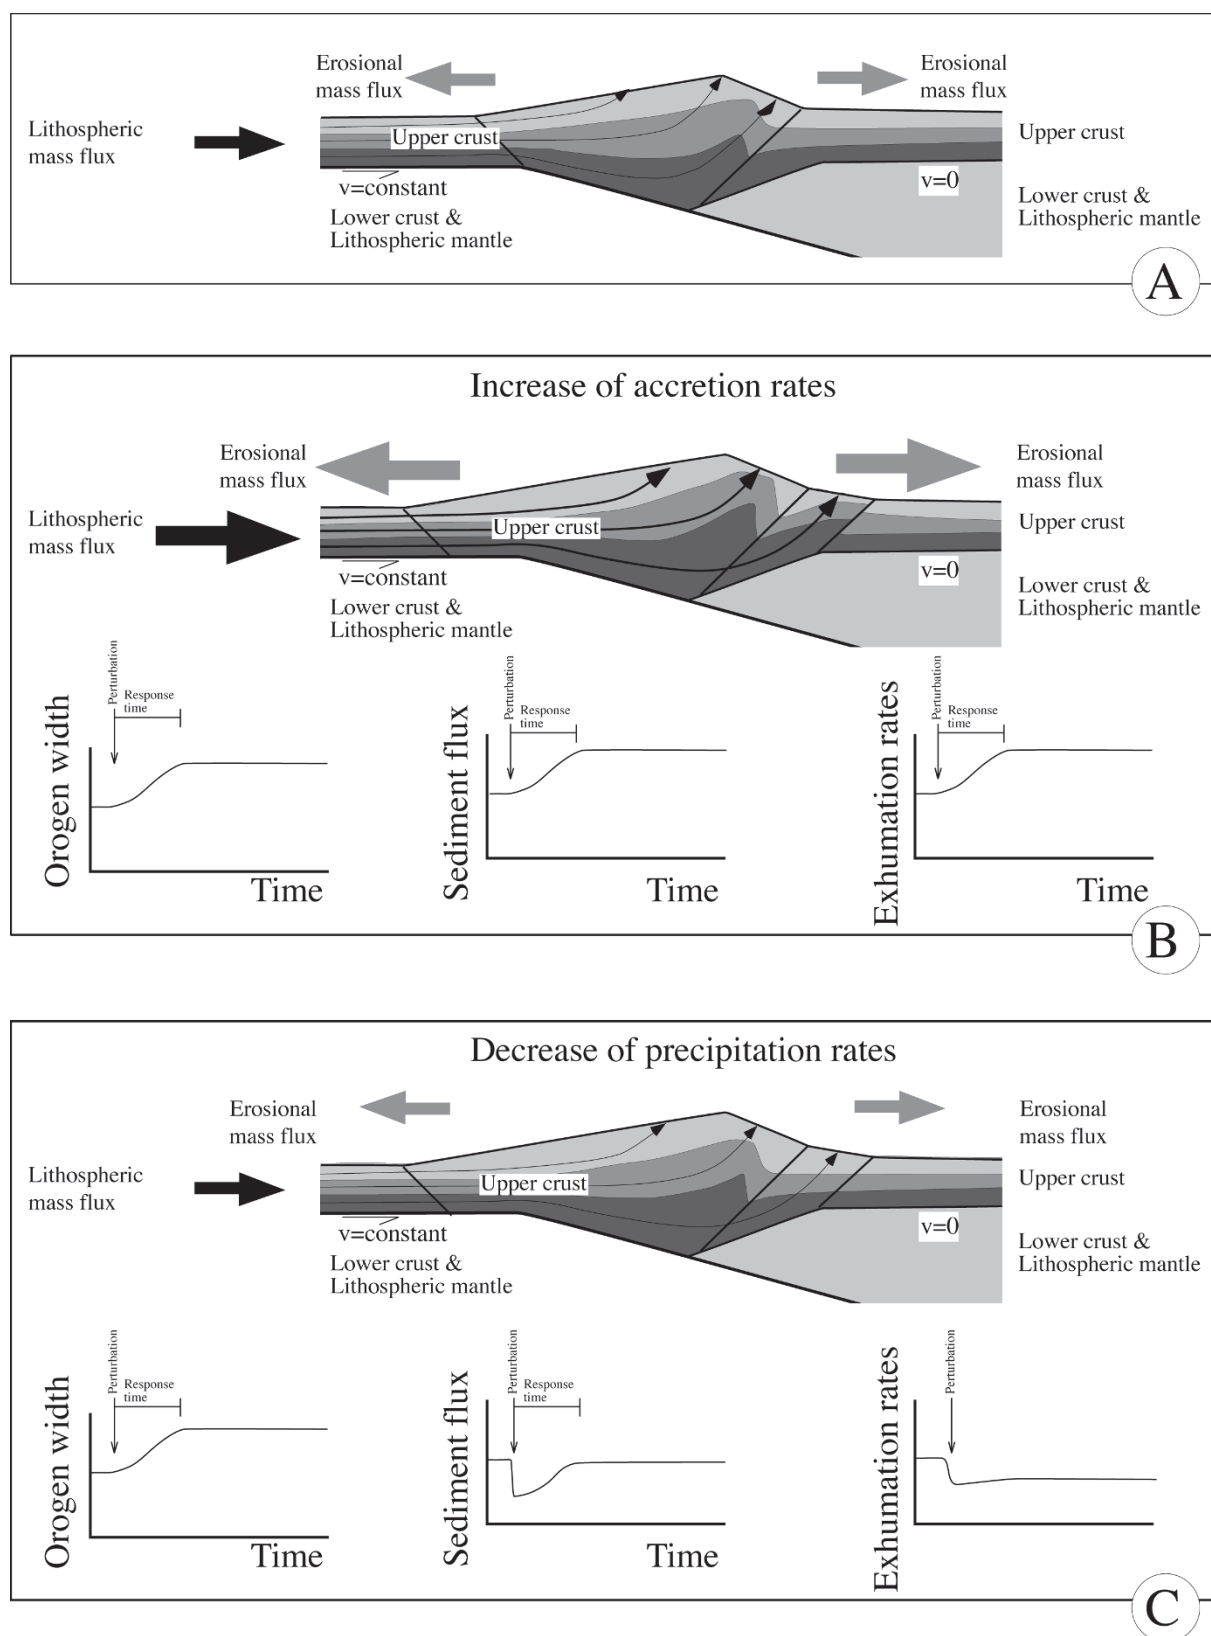 Erosional
mass flux
Erosional
mass flux
Lithospheric
mass flux
Upper crust
Upper crust
v=constant
v=0
Lower crust &
Lithospheric mantle
Lower crust &
Lithospheric mantle
A
Increase of accretion rates
Erosional
mass flux
Erosional
mass flux
Lithospheric
mass flux
Upper crust
Upper crust
v=constant
v=0
Lower crust &
Lithospheric mantle
Lower crust &
Lithospheric mantle
Orogen width
Perturbation
Response
time
Time
Sediment flux
Perturbation
Response
time
Time
Exhumation rates
Perturbation
Response
time
Time
B
Decrease of precipitation rates
Erosional
mass flux
Erosional
mass flux
Lithospheric
mass flux
Upper crust
Upper crust
v=constant
v=0
Lower crust &
Lithospheric mantle
Lower crust &
Lithospheric mantle
Orogen width
Perturbation
Response
time
Time
Sediment flux
Perturbation
Response
time
Time
Exhumation rates
Perturbation
C